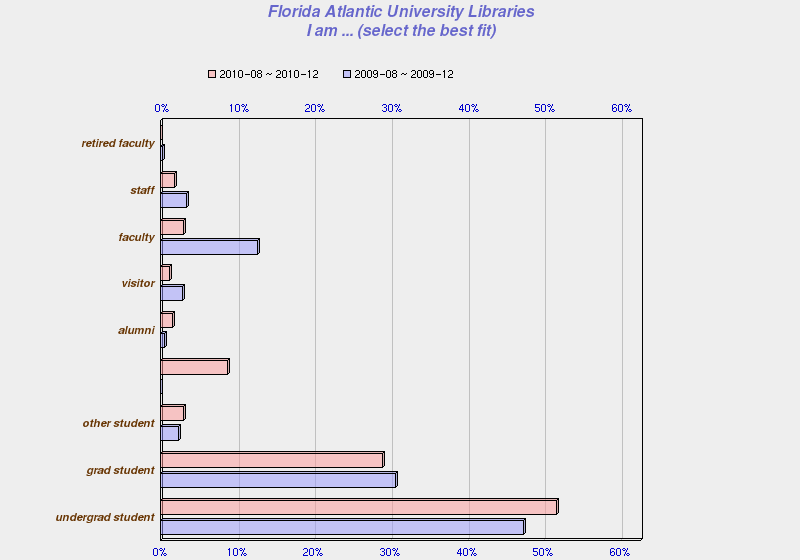 Florida Atlantic University Libraries
I am ... (select the best fit)
2010-08 ~ 2010-12 2009-08 ~ 2009-12
0% 10% 20% 30% 40% 50% 60%
retired faculty
staff
faculty
visitor
alumni
other student
grad student
undergrad student
0% 10% 20% 30% 40% 50% 60%